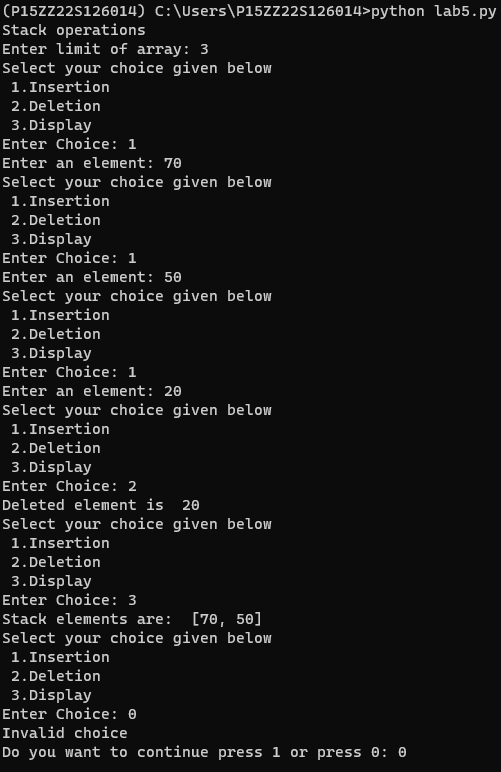 (P15ZZ22S126014) C:\Users\P15ZZ22S126014>python lab5.py
Stack operations
Enter limit of array: 3
Select your choice given below
 1.Insertion
 2.Deletion
 3.Display
Enter Choice: 1
Enter an element: 70
Select your choice given below
 1.Insertion
 2.Deletion
 3.Display
Enter Choice: 1
Enter an element: 50
Select your choice given below
 1.Insertion
 2.Deletion
 3.Display
Enter Choice: 1
Enter an element: 20
Select your choice given below
 1.Insertion
 2.Deletion
 3.Display
Enter Choice: 2
Deleted element is  20
Select your choice given below
 1.Insertion
 2.Deletion
 3.Display
Enter Choice: 3
Stack elements are:  [70, 50]
Select your choice given below
 1.Insertion
 2.Deletion
 3.Display
Enter Choice: 0
Invalid choice
Do you want to continue press 1 or press 0: 0